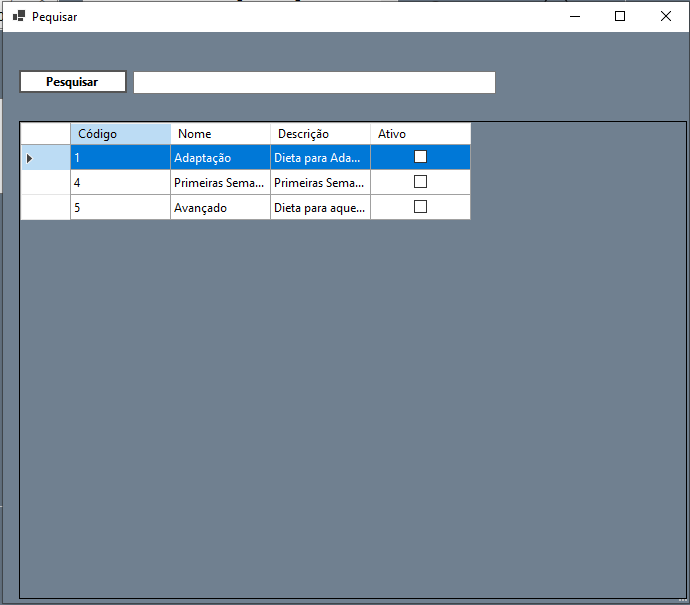 Pequisar
Pesquisar
Código Nome Descrição Ativo
1 Adaptação Dieta para Ada...
4 Primeiras Sema... Primeiras Sema...
5 Avançado Dieta para aque...